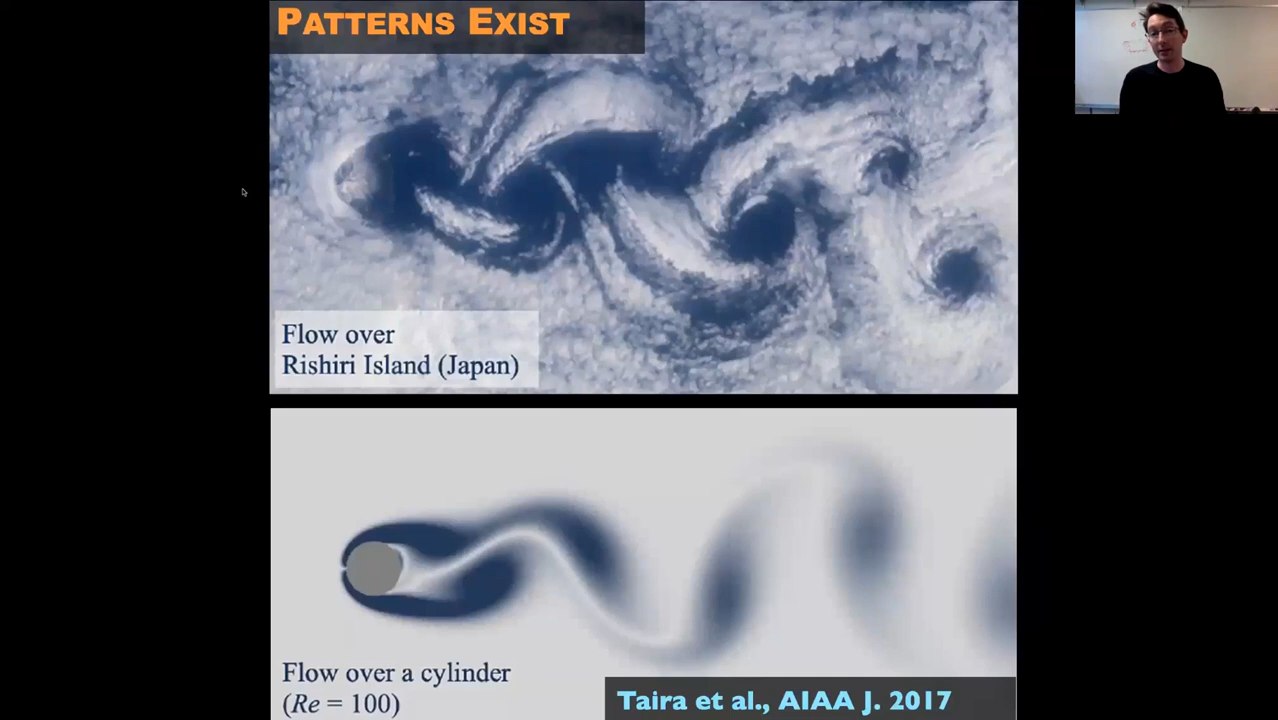 PATTERNS EXIST
Flow over
Rishiri Island (Japan)
Flow over a cylinder
(Re = 100)
Taira et al., AIAA J. 2017